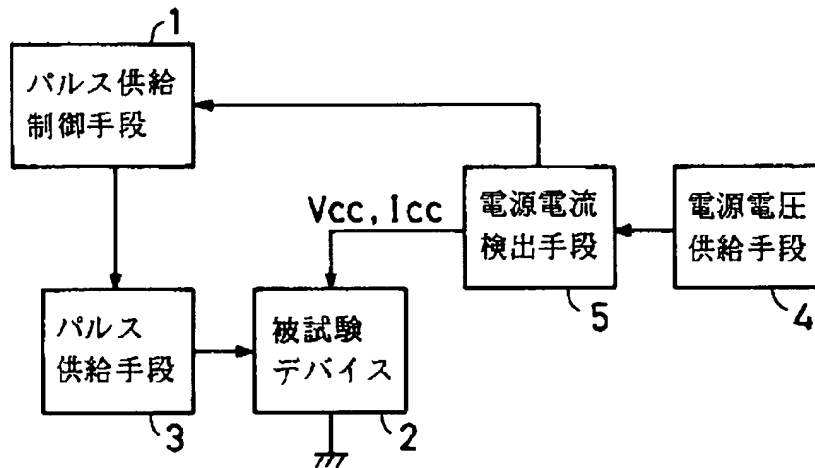 1
パルス供給
制御手段
Vcc, Icc
電源電流
検出手段
5
電源電圧
供給手段
4
パルス
供給手段
3
被試験
デバイス
2